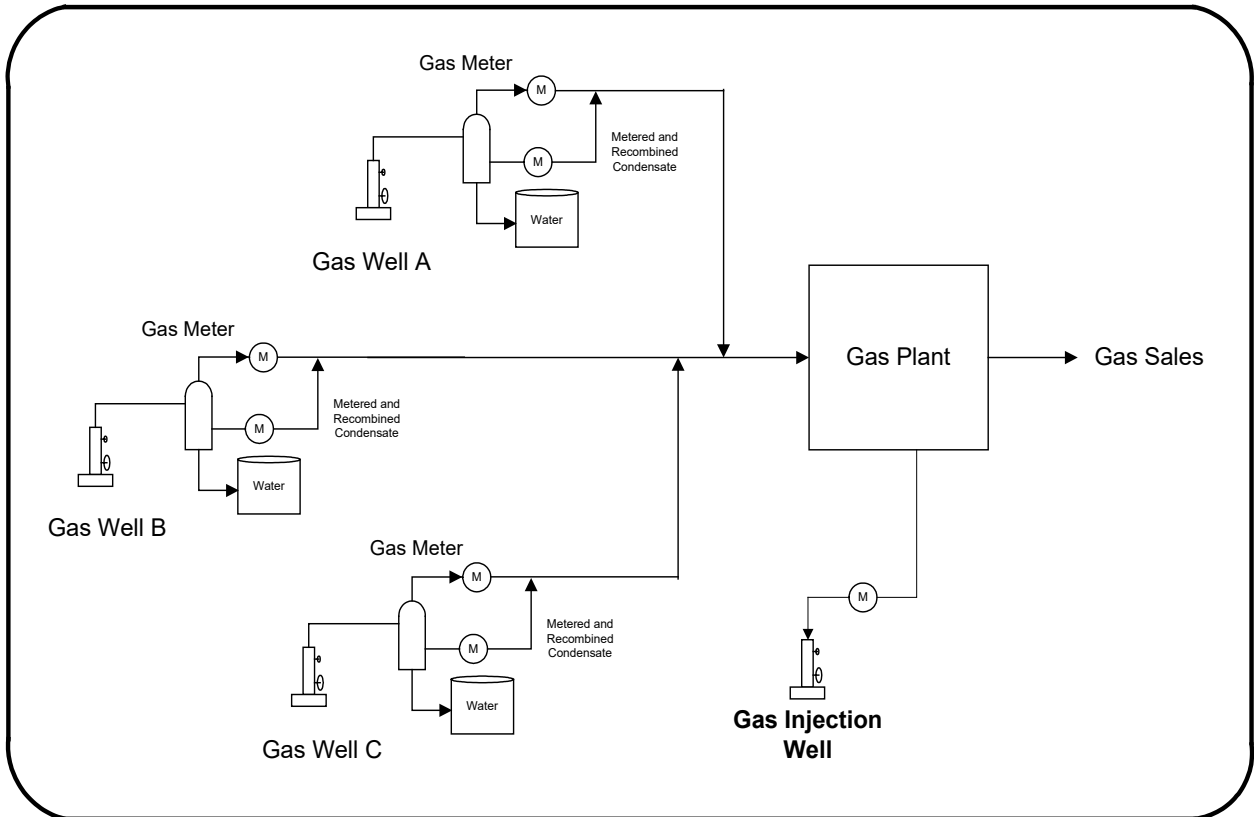 Gas Meter
M
Metered and
Recombined
Condensate
M
Water
Gas Well A
Gas Meter
M
Metered and
Recombined
Condensate
M
Water
Gas Well B
Gas Plant
Gas Sales
Gas Meter
M
Metered and
Recombined
Condensate
M
Water
Gas Well C
M
Gas Injection
Well